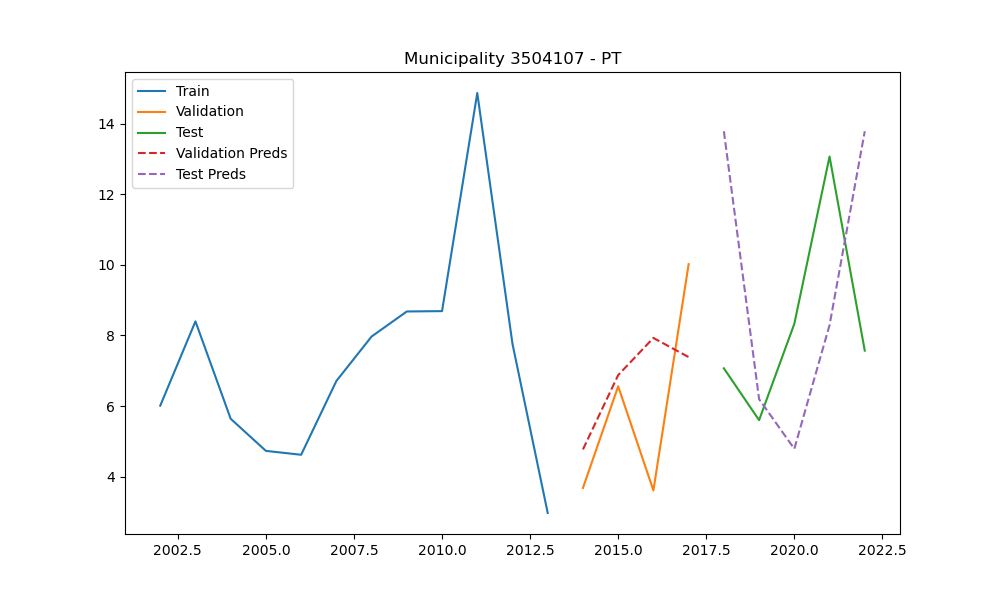 Municipality 3504107 - PT
Train
Validation
Test
Validation Preds
Test Preds
14
12
10
8
6
4
2002.5 2005.0 2007.5 2010.0 2012.5 2015.0 2017.5 2020.0 2022.5